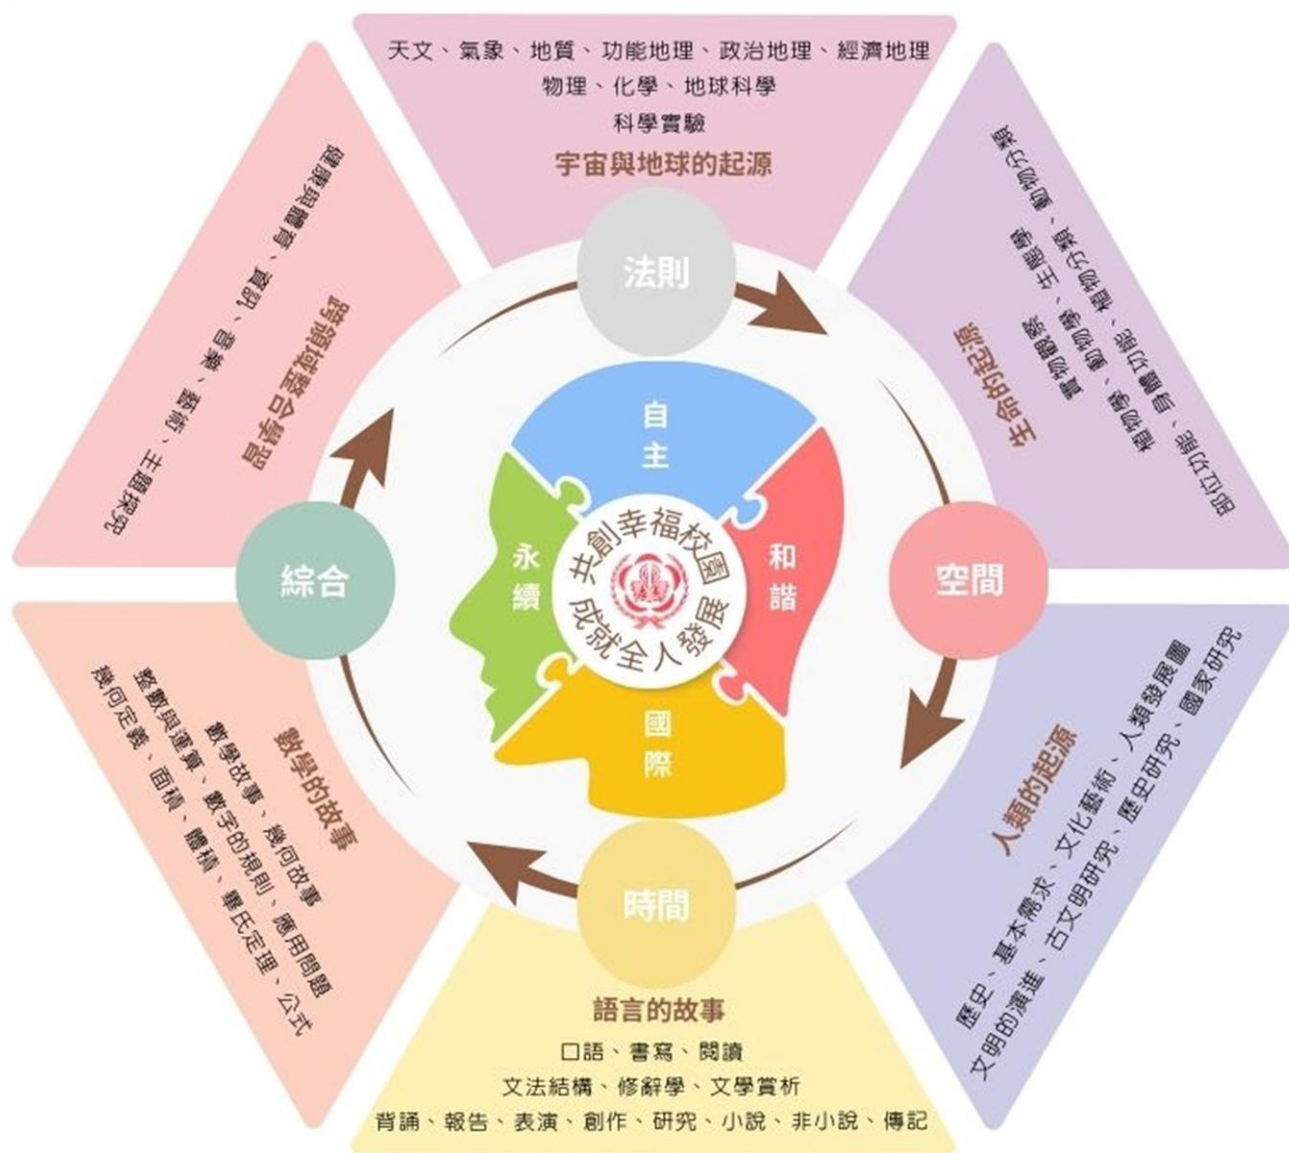 天文、氣象、地質、功能地理、政治地理、經濟地理
物理、化學、地球科學
科學實驗
宇宙與地球的起源
法則
生命的起源
實物觀察
植物學、動物學、生態學
部位功能、身體功能、植物分類、動物分類
空間
人類的起源
歷史、基本需求、文化藝術、人類發展圖
文明的演進、古文明研究、歷史研究、國家研究
時間
語言的故事
口語、書寫、閱讀
文法結構、修辭學、文學賞析
背誦、報告、表演、創作、研究、小說、非小說、傳記
數學的故事
數學故事、幾何故事
整數與運算、數字的規則、應用問題
幾何定義、面積、體積、畢氏定理、公式
綜合
跨領域整合學習
健康與體育、資訊、音樂、藝術、主題探究
自主
和諧
國際
永續
共創幸福校園
成就全人發展